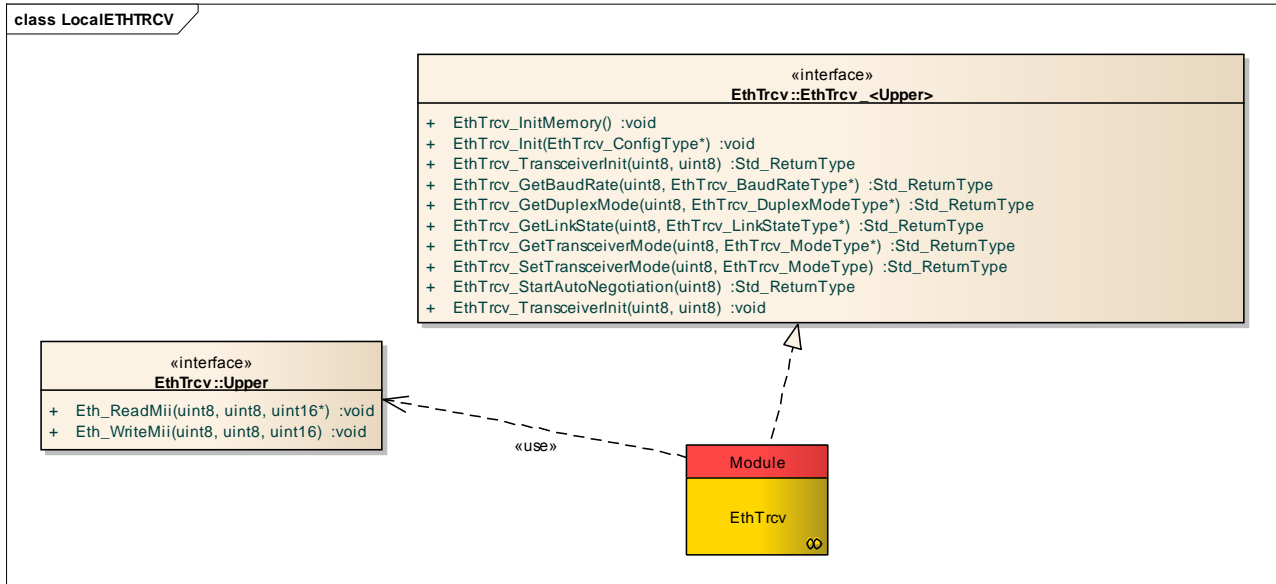 class LocalETHTRCV
«interface»
EthTrcv::EthTrcv_<Upper>
+ EthTrcv_InitMemory() :void
+ EthTrcv_Init(EthTrcv_ConfigType*) :void
+ EthTrcv_TransceiverInit(uint8, uint8) :Std_ReturnType
+ EthTrcv_GetBaudRate(uint8, EthTrcv_BaudRateType*) :Std_ReturnType
+ EthTrcv_GetDuplexMode(uint8, EthTrcv_DuplexModeType*) :Std_ReturnType
+ EthTrcv_GetLinkState(uint8, EthTrcv_LinkStateType*) :Std_ReturnType
+ EthTrcv_GetTransceiverMode(uint8, EthTrcv_ModeType*) :Std_ReturnType
+ EthTrcv_SetTransceiverMode(uint8, EthTrcv_ModeType) :Std_ReturnType
+ EthTrcv_StartAutoNegotiation(uint8) :Std_ReturnType
+ EthTrcv_TransceiverInit(uint8, uint8) :void
«interface»
EthTrcv::Upper
+ Eth_ReadMii(uint8, uint8, uint16*) :void
+ Eth_WriteMii(uint8, uint8, uint16) :void
«use»
Module
EthTrcv